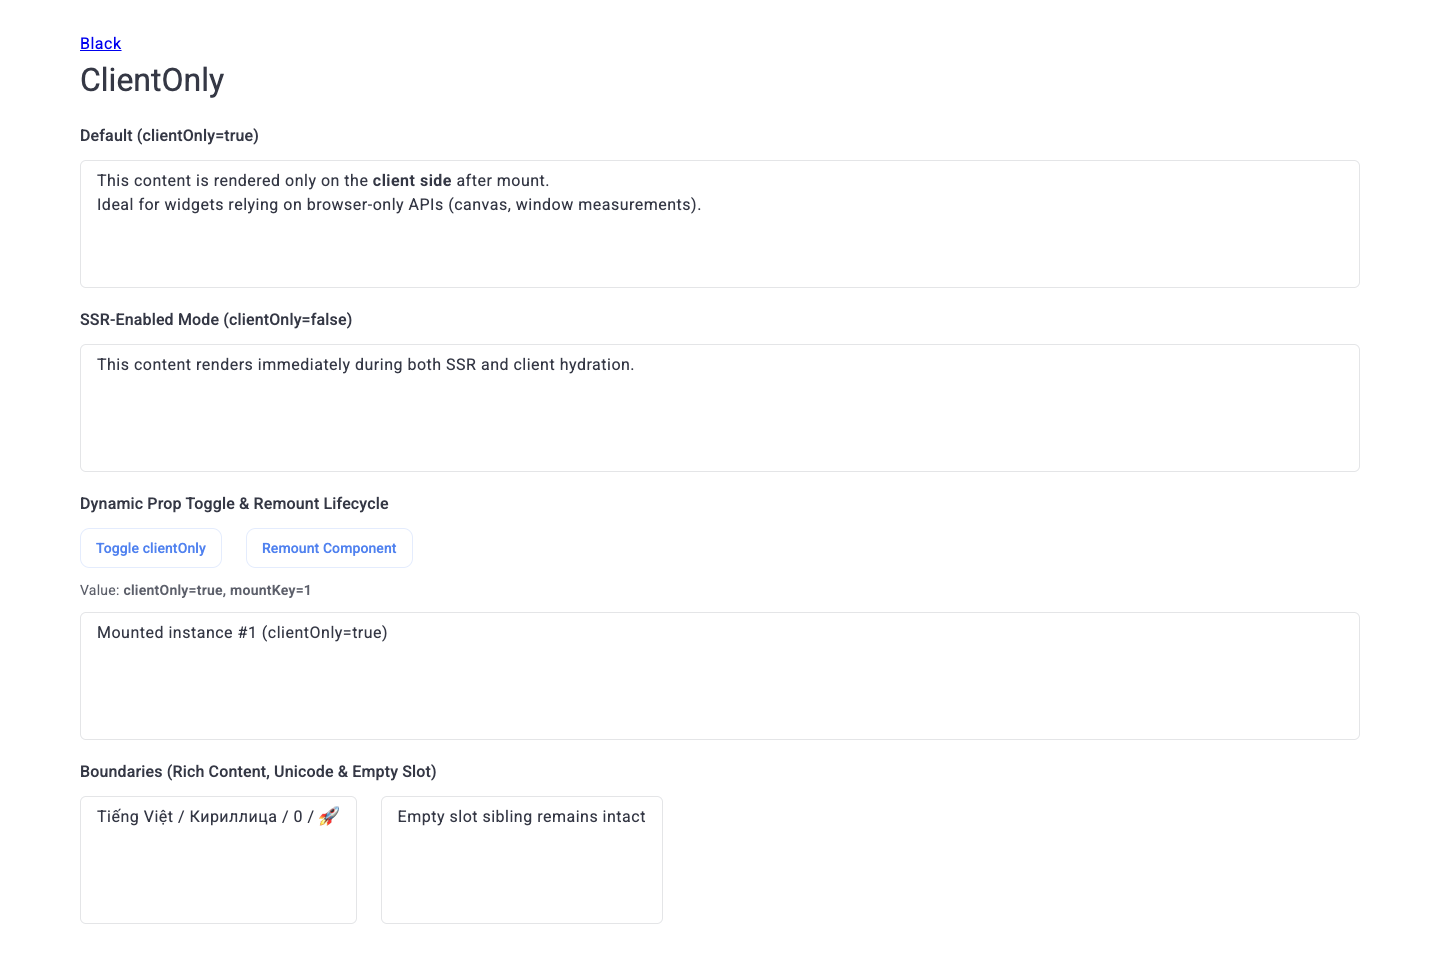 Black
ClientOnly
Default (clientOnly=true)
This content is rendered only on the client side after mount.
Ideal for widgets relying on browser-only APIs (canvas, window measurements).
SSR-Enabled Mode (clientOnly=false)
This content renders immediately during both SSR and client hydration.
Dynamic Prop Toggle & Remount Lifecycle
Toggle clientOnly
Remount Component
Value: clientOnly=true, mountKey=1
Mounted instance #1 (clientOnly=true)
Boundaries (Rich Content, Unicode & Empty Slot)
Tiếng Việt / Кириллица / 0 / 🚀
Empty slot sibling remains intact